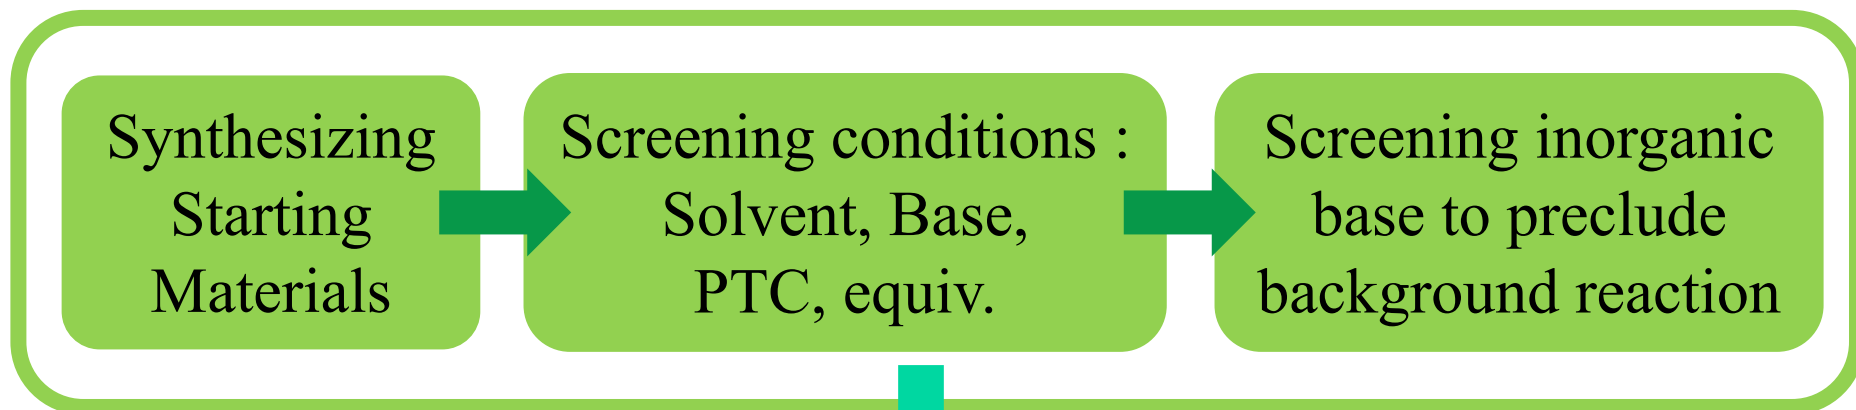 Synthesizing
Starting
Materials
Screening conditions :
Solvent, Base,
PTC, equiv.
Screening inorganic
base to preclude
background reaction